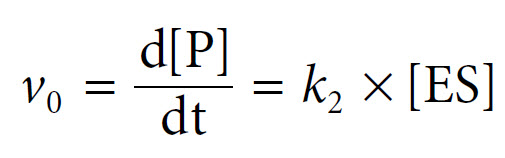 v₀ = d[P]/dt = k₂ × [ES]